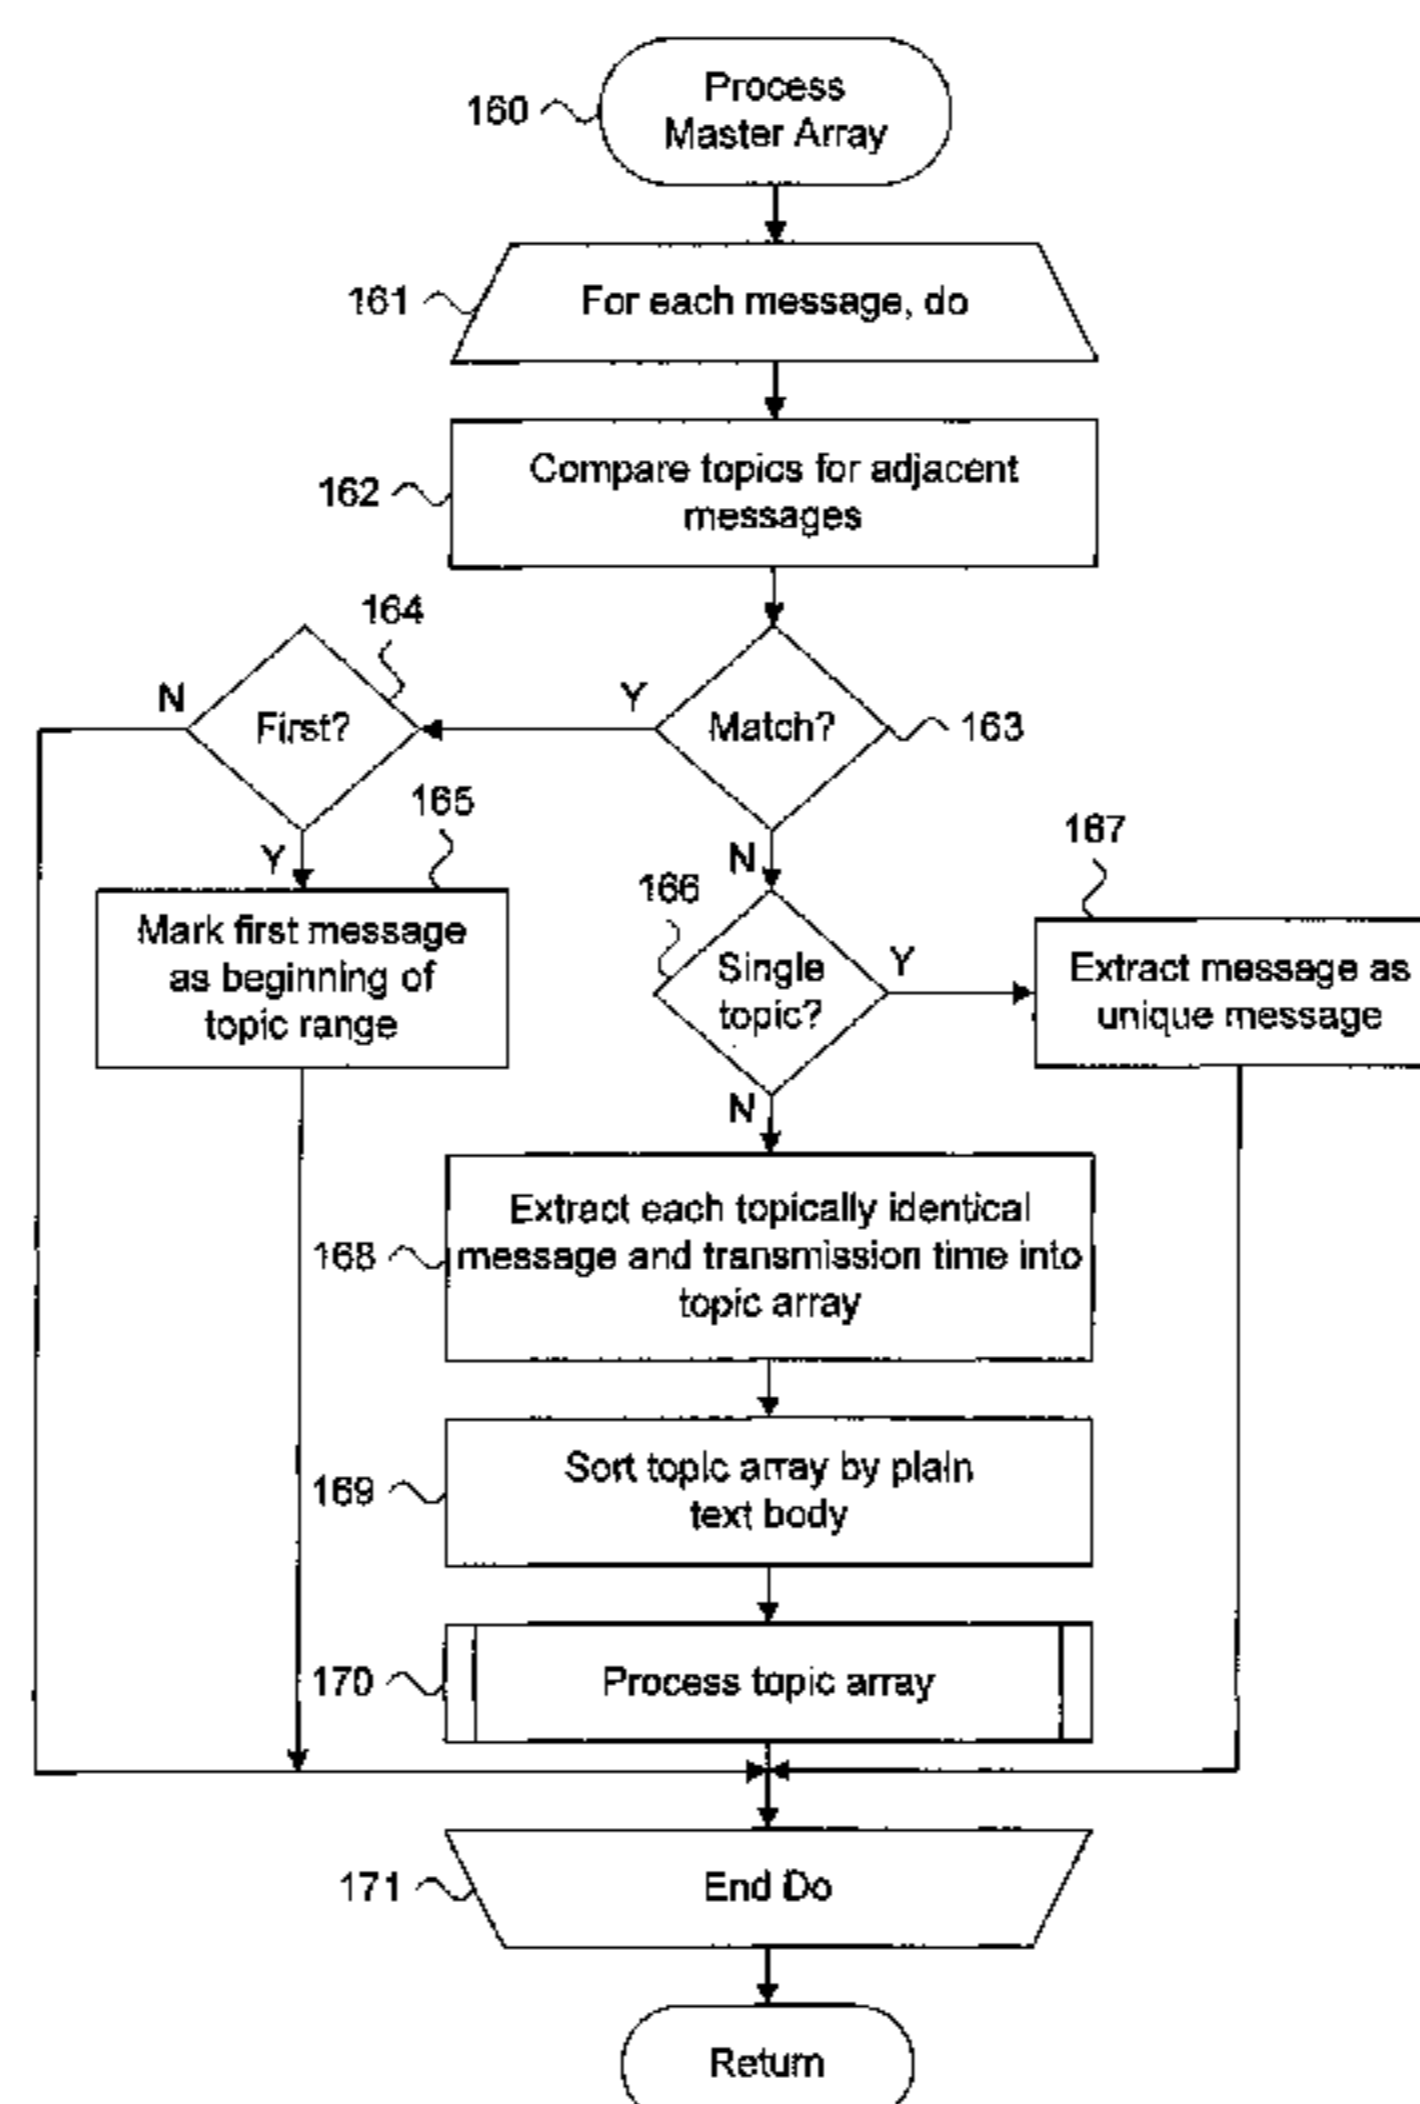 160
Process
Master Array
161
For each message, do
162
Compare topics for adjacent
messages
164
N
First?
Y
Match?
163
Y
165
Mark first message
as beginning of
topic range
N
166
Single
topic?
Y
167
Extract message as
unique message
N
168
Extract each topically identical
message and transmission time into
topic array
169
Sort topic array by plain
text body
170
Process topic array
171
End Do
Return